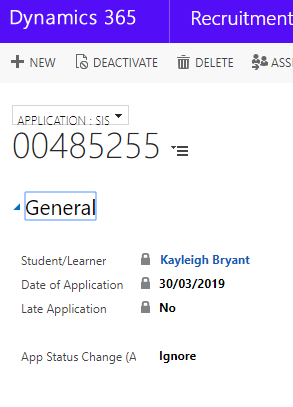 Dynamics 365 Recruitment
NEW DEACTIVATE DELETE
APPLICATION : SIS
00485255
General
Student/Learner Kayleigh Bryant
Date of Application 30/03/2019
Late Application No
App Status Change (A Ignore